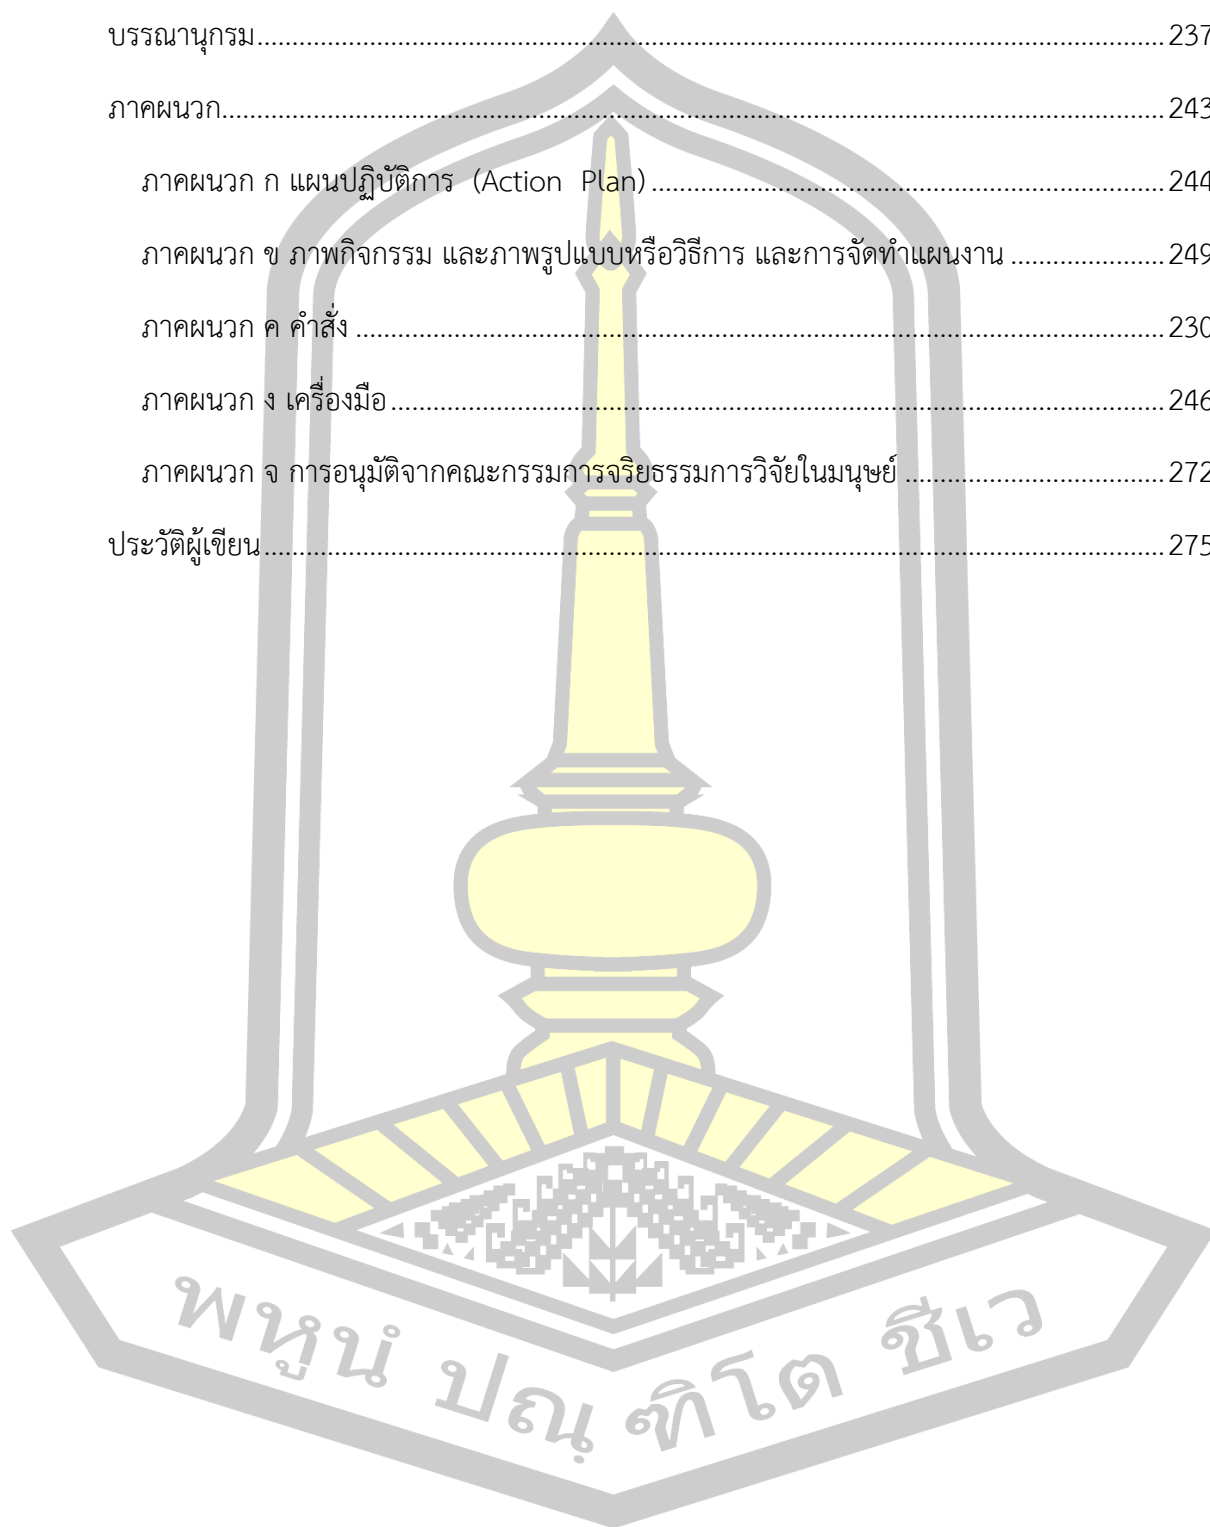 บรรณานุกรม.......... 237
ภาคผนวก.......... 243
ภาคผนวก ก แผนปฏิบัติการ (Action Plan).......... 244
ภาคผนวก ข ภาพกิจกรรม และภาพรูปแบบหรือวิธีการ และการจัดทำแผนงาน.......... 249
ภาคผนวก ค คำสั่ง.......... 230
ภาคผนวก ง เครื่องมือ.......... 246
ภาคผนวก จ การอนุมัติจากคณะกรรมการจริยธรรมการวิจัยในมนุษย์.......... 272
ประวัติผู้เขียน.......... 275
พหูนํ ปณฺฑิโต ชีเว